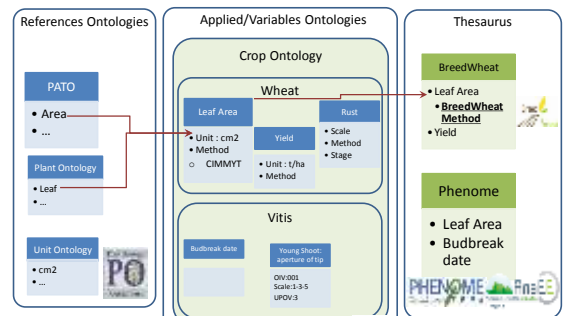 References Ontologies
PATO
• Area
• ...
Plant Ontology
• Leaf
• ...
Unit Ontology
• cm2
• ...
PO
Applied/Variables Ontologies
Crop Ontology
Wheat
Leaf Area
• Unit : cm2
• Method
o CIMMYT
Yield
• Unit : t/ha
• Method
Rust
• Scale
• Method
• Stage
Vitis
Budbreak date
Young Shoot:
aperture of tip
OIV:001
Scale:1-3-5
UPOV:3
Thesaurus
BreedWheat
• Leaf Area
• BreedWheat
Method
• Yield
Phenome
• Leaf Area
• Budbreak
date
PHENOME